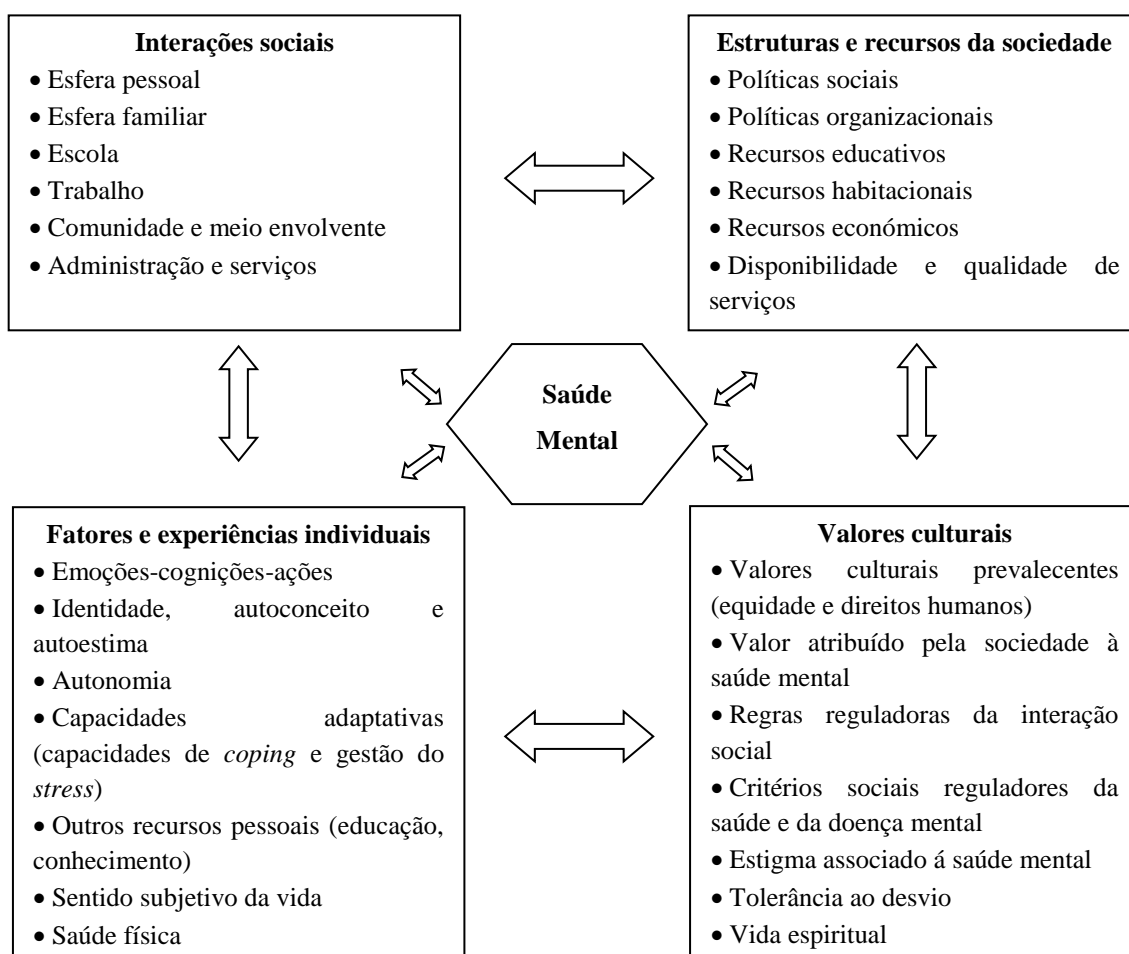 Interações sociais
• Esfera pessoal
• Esfera familiar
• Escola
• Trabalho
• Comunidade e meio envolvente
• Administração e serviços
Estruturas e recursos da sociedade
• Políticas sociais
• Políticas organizacionais
• Recursos educativos
• Recursos habitacionais
• Recursos económicos
• Disponibilidade e qualidade de
serviços
Saúde
Mental
Fatores e experiências individuais
• Emoções-cognições-ações
• Identidade, autoconceito e
autoestima
• Autonomia
• Capacidades adaptativas
(capacidades de coping e gestão do
stress)
• Outros recursos pessoais (educação,
conhecimento)
• Sentido subjetivo da vida
• Saúde física
Valores culturais
• Valores culturais prevalecentes
(equidade e direitos humanos)
• Valor atribuído pela sociedade à
saúde mental
• Regras reguladoras da interação
social
• Critérios sociais reguladores da
saúde e da doença mental
• Estigma associado á saúde mental
• Tolerância ao desvio
• Vida espiritual